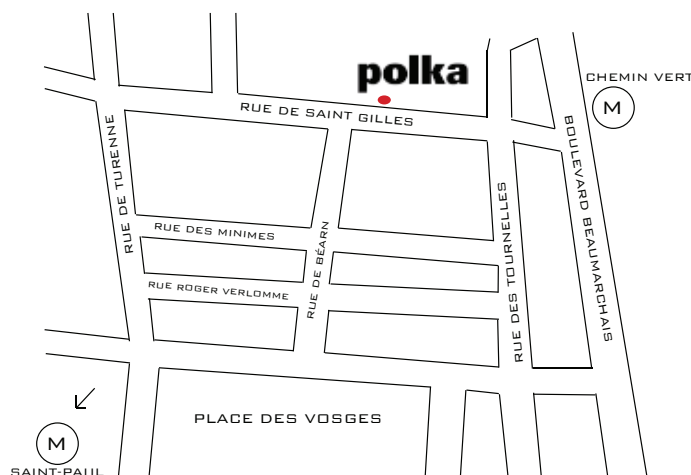 polka
CHEMIN VERT
M
RUE DE SAINT GILLES
RUE DE TURENNE
BOULEVARD BEAUMARCHAIS
RUE DES MINIMES
RUE DE BÉARN
RUE DES TOURNELLES
RUE ROGER VERLOMME
PLACE DES VOSGES
M
SAINT-PAUL